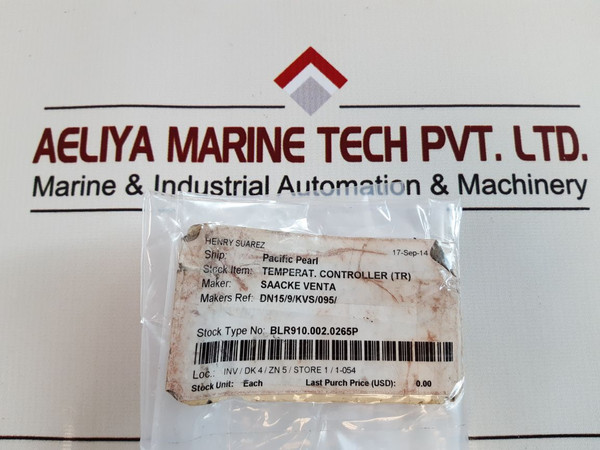 AELIYA MARINE TECH PVT. LTD.
Marine & Industrial Automation & Machinery
HENRY SUAREZ
17-Sep-14
Ship: Pacific Pearl
Stock Item: TEMPERAT. CONTROLLER (TR)
Maker: SAACKE VENTA
Makers Ref: DN15/9/KVS/095/
Stock Type No: BLR910.002.0265P
Loc.: INV / DK 4 / ZN 5 / STORE 1 / 1-054
Stock Unit: Each Last Purch Price (USD): 0.00